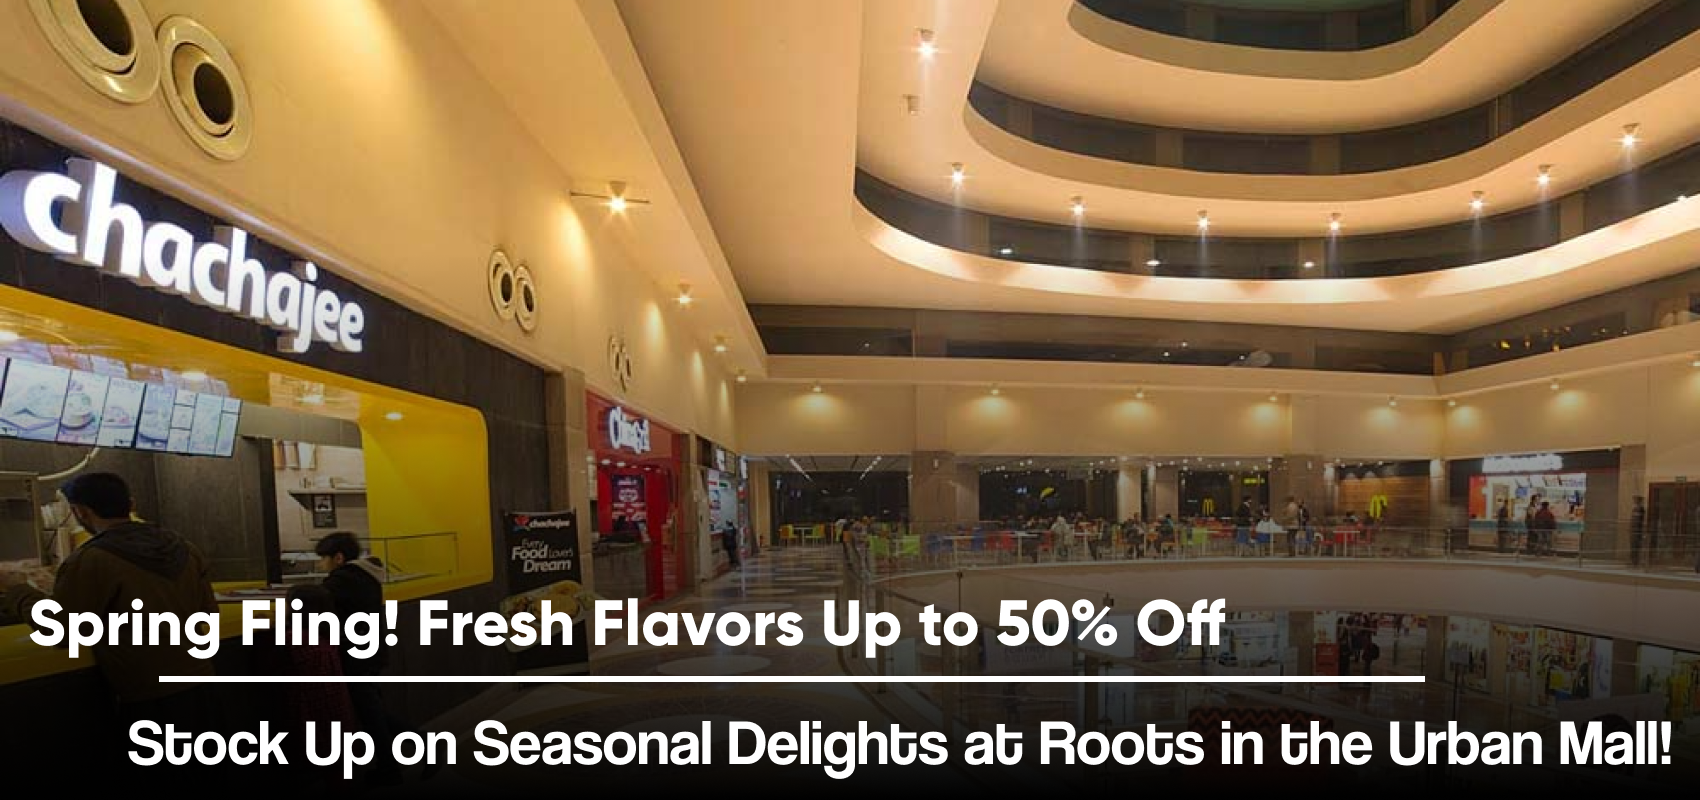 chachajee
chachajee
Every
Food Lover's
Dream
Spring Fling! Fresh Flavors Up to 50% Off
Stock Up on Seasonal Delights at Roots in the Urban Mall!